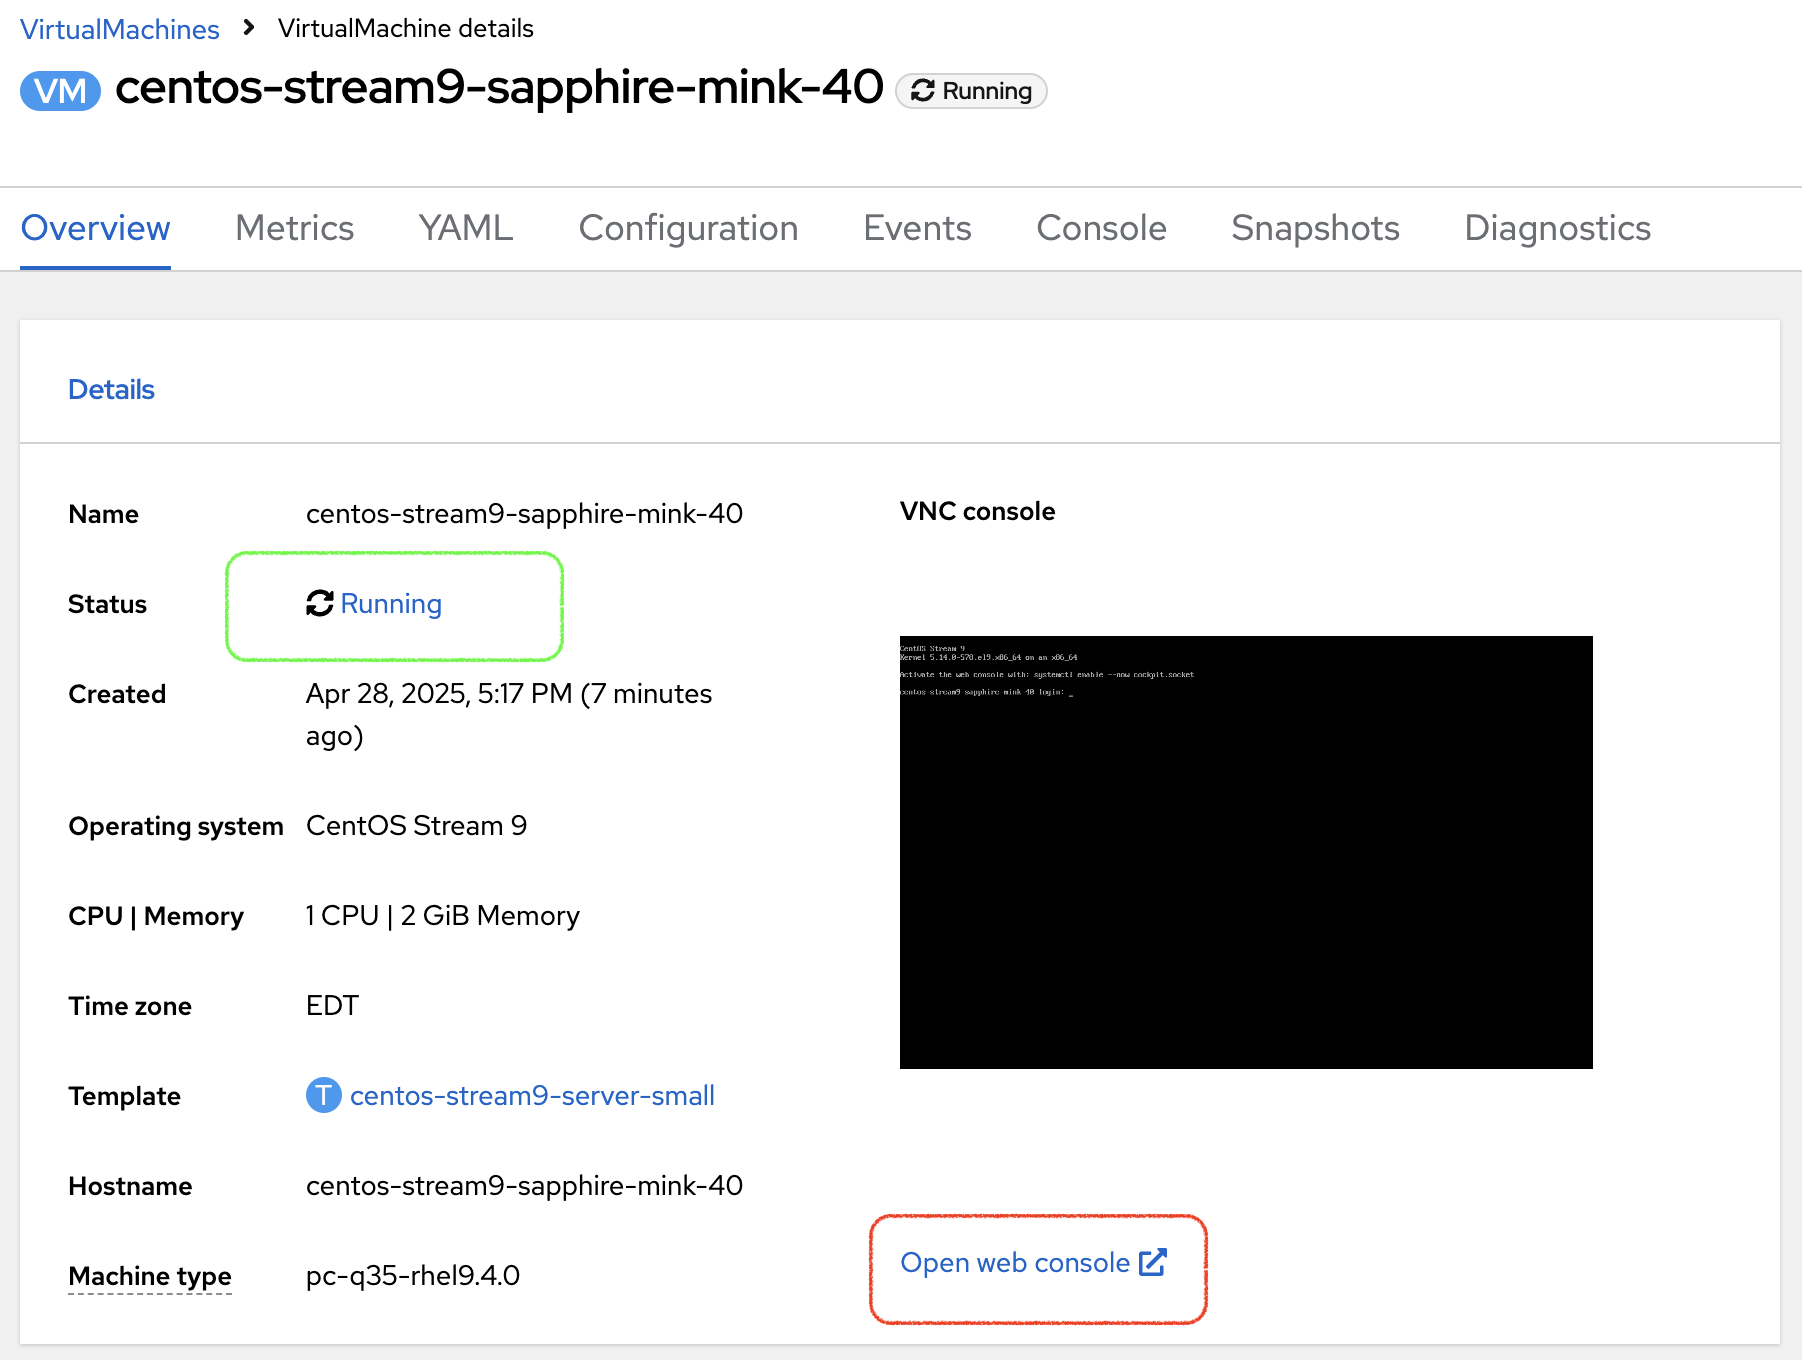 VirtualMachines > VirtualMachine details
VM centos-stream9-sapphire-mink-40 Running
Overview Metrics YAML Configuration Events Console Snapshots Diagnostics
Details
Name centos-stream9-sapphire-mink-40
Status Running
Created Apr 28, 2025, 5:17 PM (7 minutes
ago)
Operating system CentOS Stream 9
CPU | Memory 1 CPU | 2 GiB Memory
Time zone EDT
Template T centos-stream9-server-small
Hostname centos-stream9-sapphire-mink-40
Machine type pc-q35-rhel9.4.0
VNC console
CentOS Stream 9
Kernel 5.14.0-578.el9.x86_64 on an x86_64
Activate the web console with: systemctl enable --now cockpit.socket
centos-stream9-sapphire-mink-40 login: _
Open web console